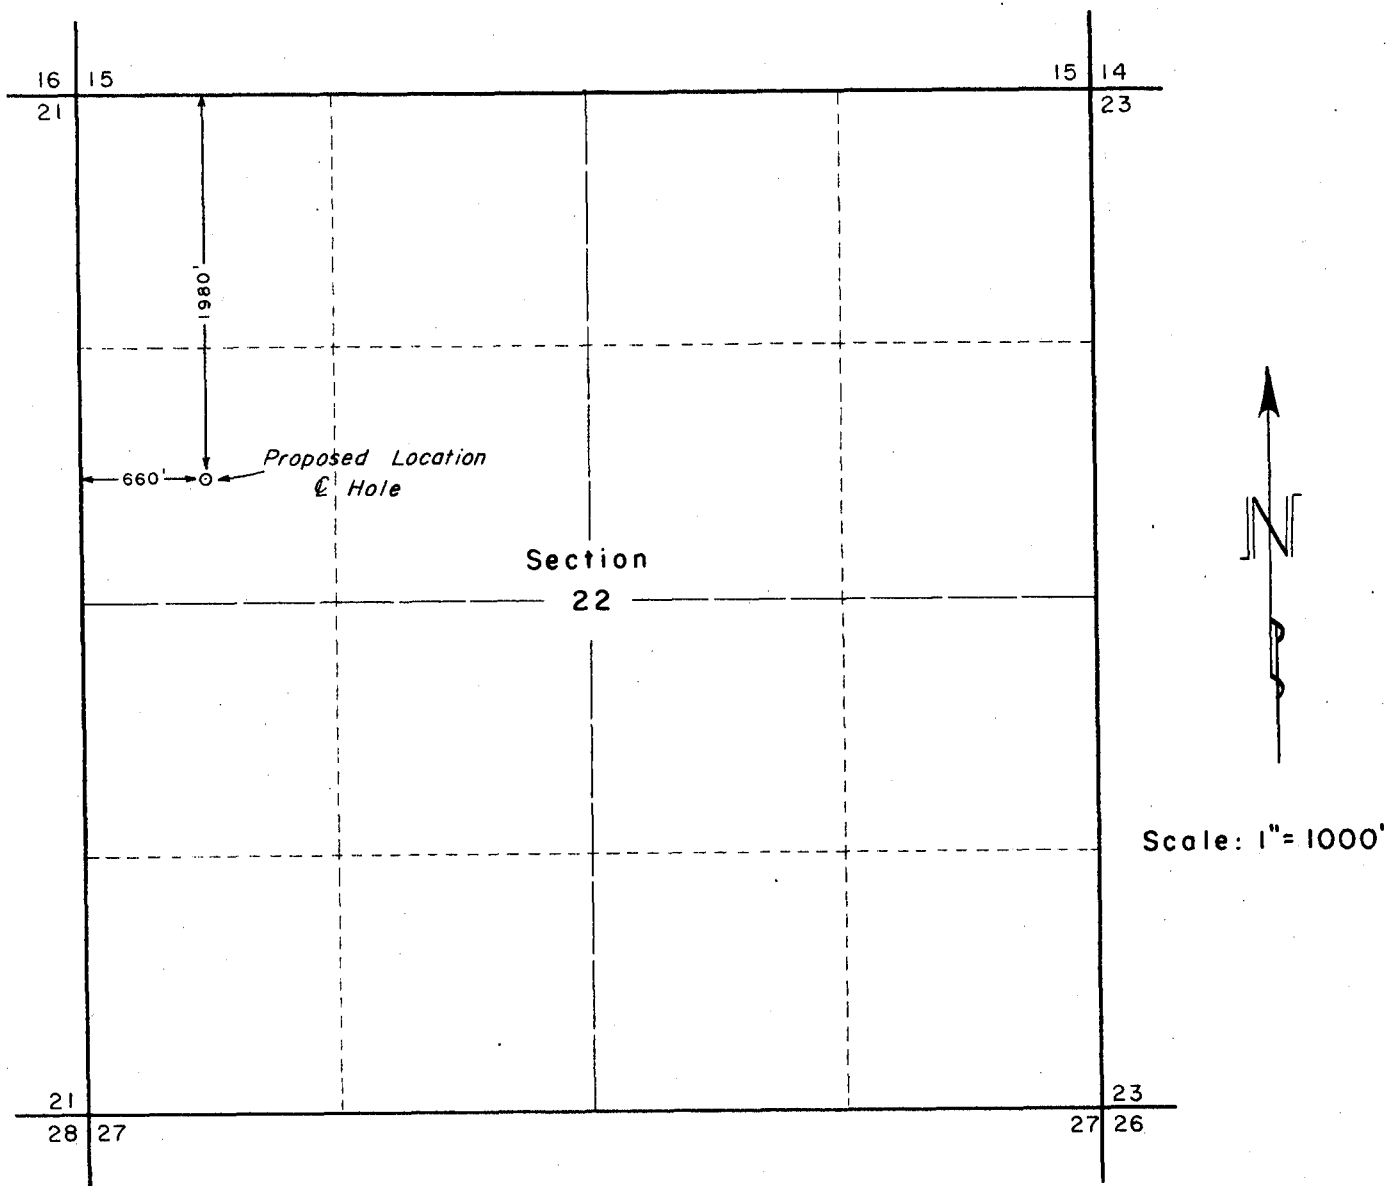 16 15
21
15 14
23
1980'
660'
Proposed Location
℄ Hole
Section
22
N
Scale: 1"= 1000'
21
28 27
23
27 26